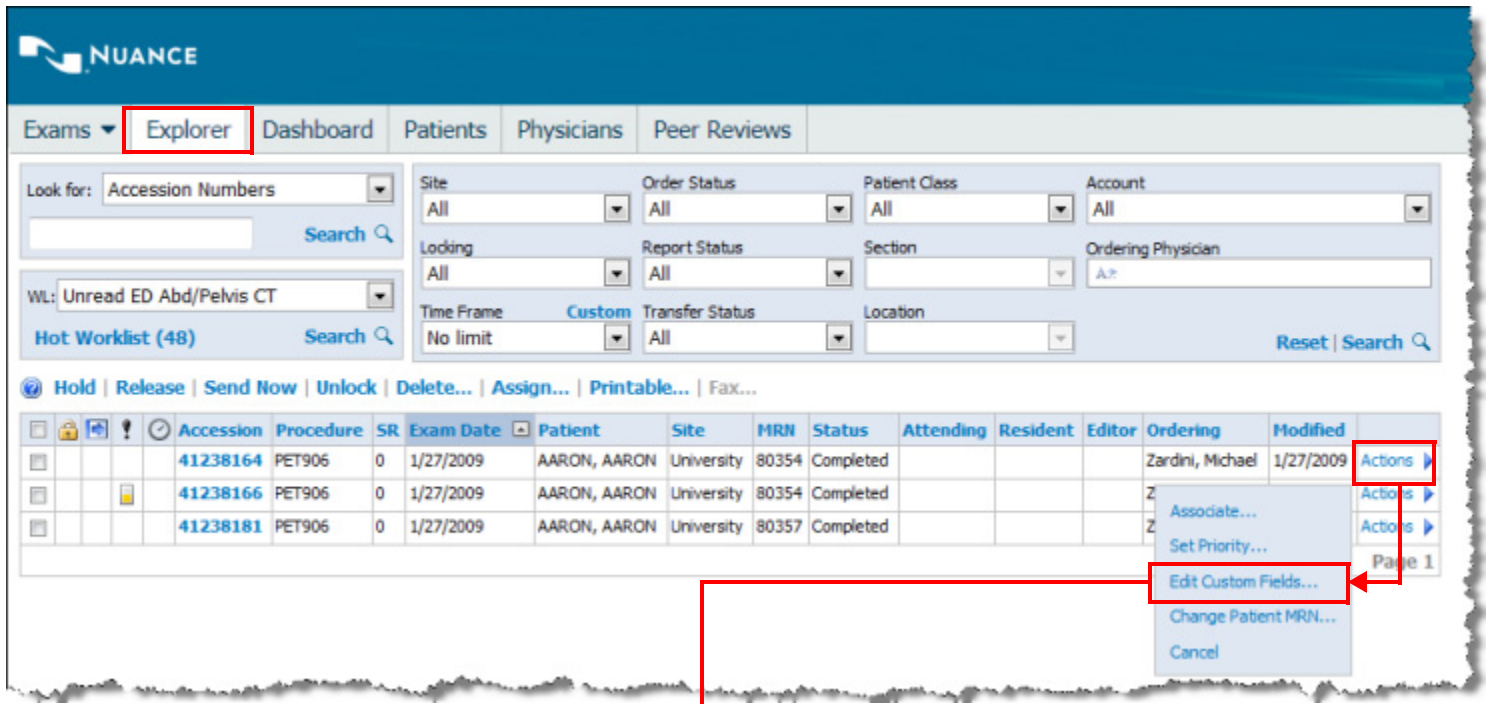 NUANCE
Exams Explorer Dashboard Patients Physicians Peer Reviews
Look for: Accession Numbers
Search
WL: Unread ED Abd/Pelvis CT
Hot Worklist (48) Search
Site Order Status Patient Class Account
All All All All
Locking Report Status Section Ordering Physician
All All
Time Frame Custom Transfer Status Location
No limit All
Reset | Search
Hold | Release | Send Now | Unlock | Delete... | Assign... | Printable... | Fax...
Accession Procedure SR Exam Date Patient Site MRN Status Attending Resident Editor Ordering Modified
41238164 PET906 0 1/27/2009 AARON, AARON University 80354 Completed Zardini, Michael 1/27/2009 Actions
41238166 PET906 0 1/27/2009 AARON, AARON University 80354 Completed Z Actions
41238181 PET906 0 1/27/2009 AARON, AARON University 80357 Completed Z Actions
Page 1
Associate...
Set Priority...
Edit Custom Fields...
Change Patient MRN...
Cancel